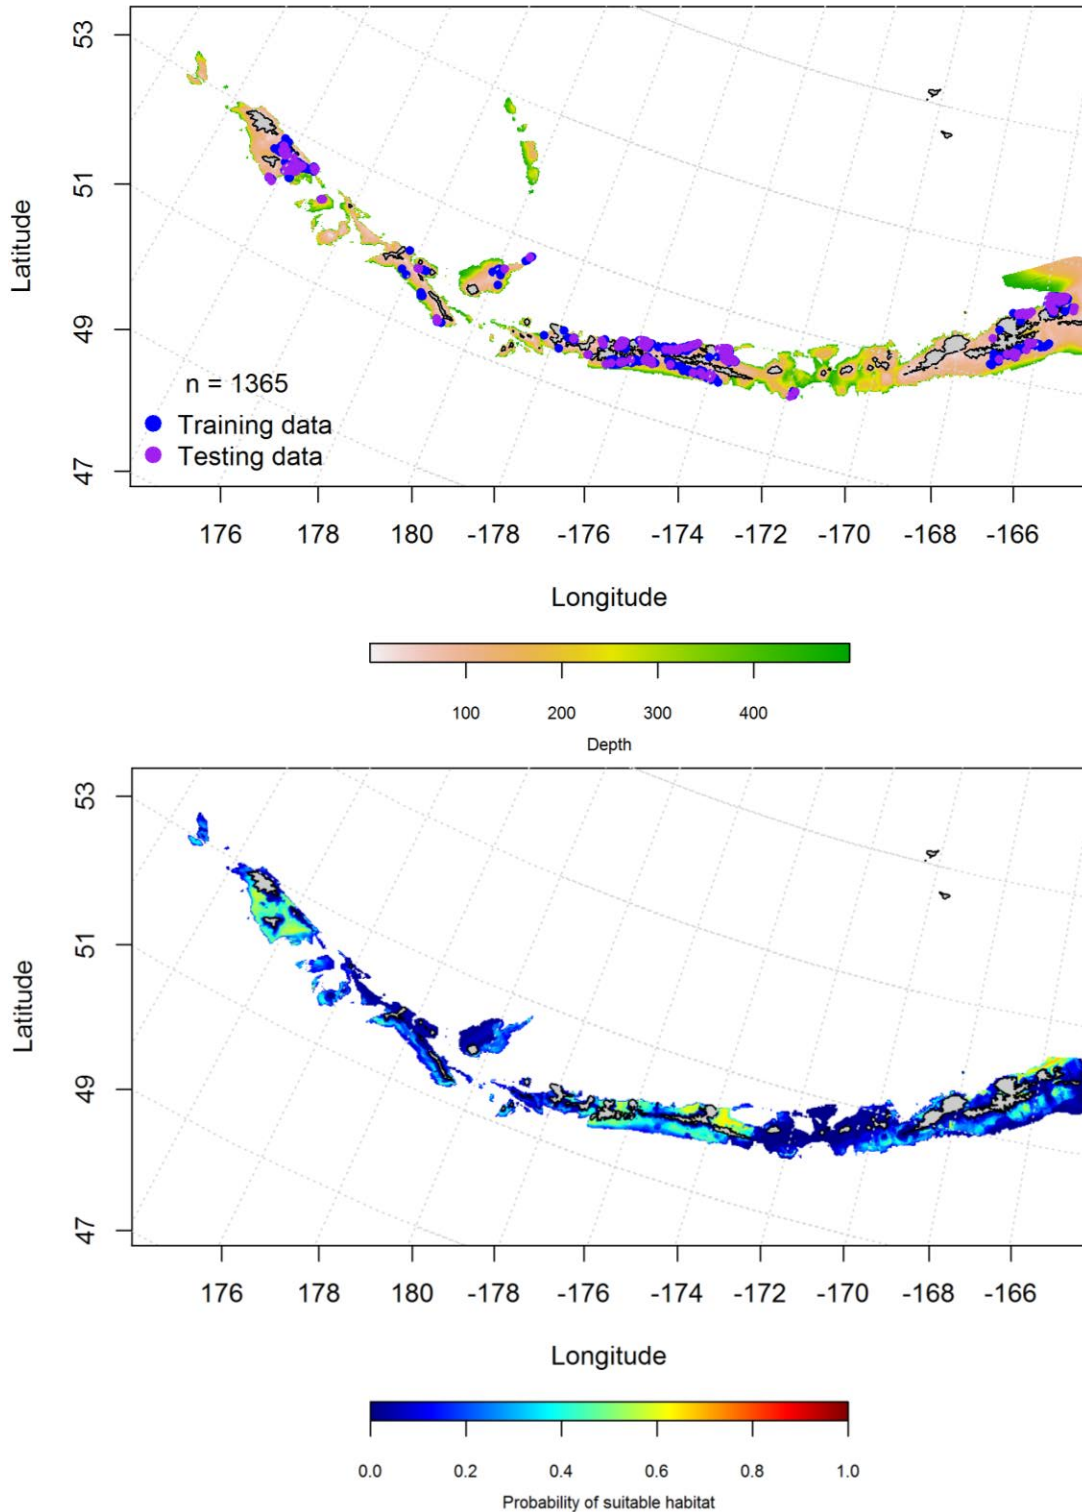 53
51
49
47
Latitude
n = 1365
Training data
Testing data
176 178 180 -178 -176 -174 -172 -170 -168 -166
Longitude
100 200 300 400
Depth
53
51
49
47
Latitude
176 178 180 -178 -176 -174 -172 -170 -168 -166
Longitude
0.0 0.2 0.4 0.6 0.8 1.0
Probability of suitable habitat